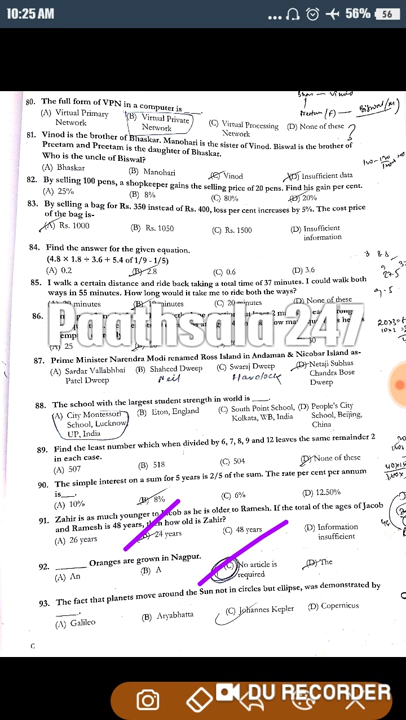 10:25 AM
56% 56
80. The full form of VPN in a computer is ___
(A) Virtual Primary Network (B) Virtual Private Network (C) Virtual Processing Network (D) None of these
81. Vinod is the brother of Bhaskar. Manohari is the sister of Vinod. Biswal is the brother of
Preetam and Preetam is the daughter of Bhaskar.
Who is the uncle of Biswal?
(A) Bhaskar (B) Manohari (C) Vinod (D) Insufficient data
82. By selling 100 pens, a shopkeeper gains the selling price of 20 pens. Find his gain per cent.
(A) 25% (B) 8% (C) 80% (D) 20%
83. By selling a bag for Rs. 350 instead of Rs. 400, loss per cent increases by 5%. The cost price
of the bag is-
(A) Rs. 1000 (B) Rs. 1050 (C) Rs. 1500 (D) Insufficient information
84. Find the answer for the given equation.
(4.8 × 1.8 + 3.6 ÷ 5.4 of 1/9 - 1/5)
(A) 0.2 (B) 2.8 (C) 0.6 (D) 3.6
85. I walk a certain distance and ride back taking a total time of 37 minutes. I could walk both
ways in 55 minutes. How long would it take me to ride both the ways?
minutes (C) 20 minutes (D) None of these
Paathsala 247
86.
(A) 25
87. Prime Minister Narendra Modi renamed Ross Island in Andaman & Nicobar Island as-
(A) Sardar Vallabhbai Patel Dweep (B) Shaheed Dweep (C) Swaraj Dweep (D) Netaji Subhas Chandra Bose Dweep
Neil Havelock
88. The school with the largest student strength in world is ___.
(A) City Montessori School, Lucknow UP, India (B) Eton, England (C) South Point School, Kolkata, WB, India (D) People's City School, Beijing, China
89. Find the least number which when divided by 6, 7, 8, 9 and 12 leaves the same remainder 2
in each case.
(A) 507 (B) 518 (C) 504 (D) None of these
90. The simple interest on a sum for 5 years is 2/5 of the sum. The rate per cent per annum
is___.
(A) 10% (B) 8% (C) 6% (D) 12.50%
91. Zahir is as much younger to Jacob as he is older to Ramesh. If the total of the ages of Jacob
and Ramesh is 48 years, then how old is Zahir?
(A) 26 years (B) 24 years (C) 48 years (D) Information insufficient
92. ___ Oranges are grown in Nagpur.
(A) An (B) A (C) No article is required (D) The
93. The fact that planets move around the Sun not in circles but ellipse, was demonstrated by
___.
(A) Galileo (B) Aryabhatta (C) Johannes Kepler (D) Copernicus
C
DU RECORDER